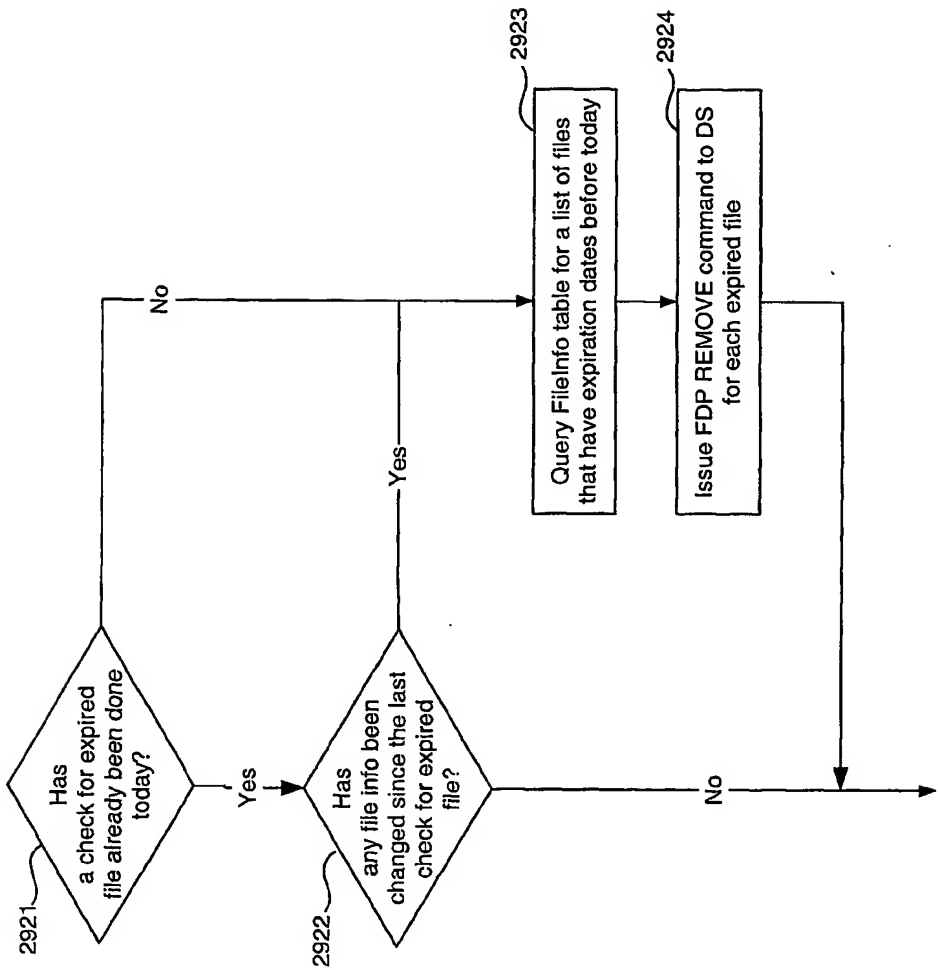 2921
Has
a check for expired
file already been done
today?
No
Yes
2922
Has
any file info been
changed since the last
check for expired
file?
Yes
No
2923
Query FileInfo table for a list of files
that have expiration dates before today
2924
Issue FDP REMOVE command to DS
for each expired file